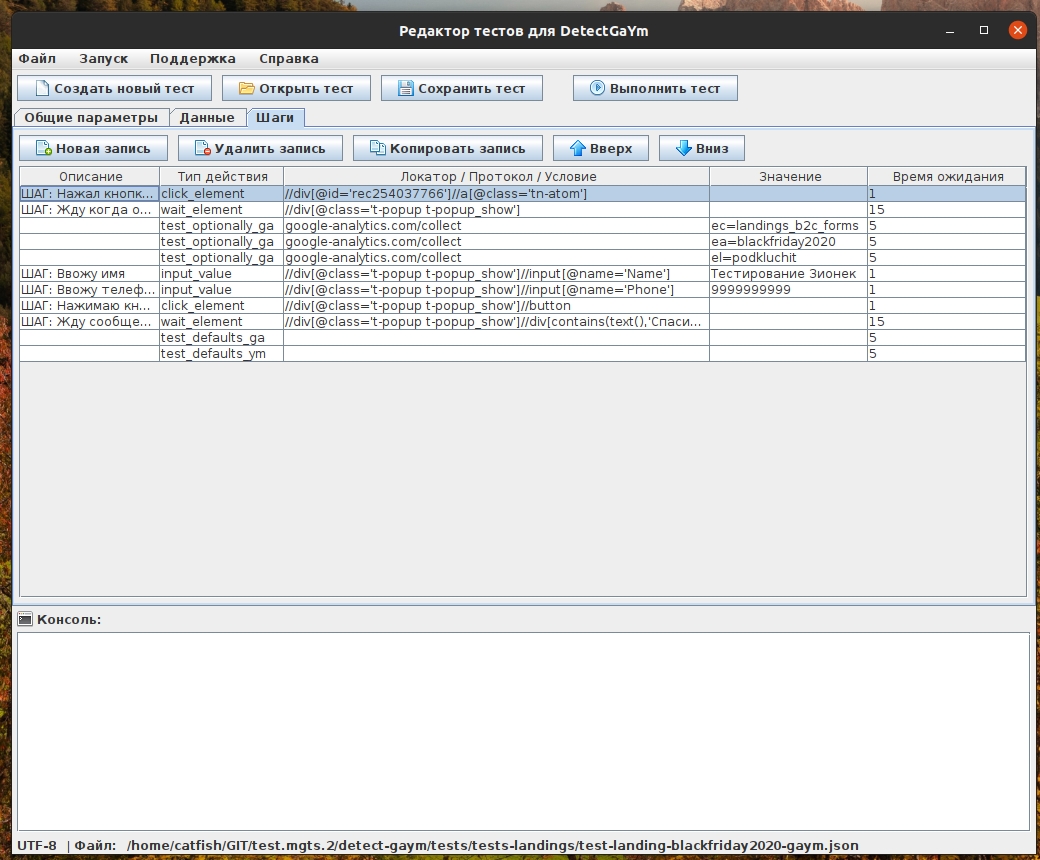 Редактор тестов для DetectGaYm
Файл Запуск Поддержка Справка
Создать новый тест Открыть тест Сохранить тест Выполнить тест
Общие параметры Данные Шаги
Новая запись Удалить запись Копировать запись Вверх Вниз
Описание Тип действия Локатор / Протокол / Условие Значение Время ожидания
ШАГ: Нажал кнопк... click_element //div[@id='rec254037766']//a[@class='tn-atom'] 1
ШАГ: Жду когда о... wait_element //div[@class='t-popup t-popup_show'] 15
test_optionally_ga google-analytics.com/collect ec=landings_b2c_forms 5
test_optionally_ga google-analytics.com/collect ea=blackfriday2020 5
test_optionally_ga google-analytics.com/collect el=podkluchit 5
ШАГ: Ввожу имя input_value //div[@class='t-popup t-popup_show']//input[@name='Name'] Тестирование Зионек 1
ШАГ: Ввожу телеф... input_value //div[@class='t-popup t-popup_show']//input[@name='Phone'] 9999999999 1
ШАГ: Нажимаю кн... click_element //div[@class='t-popup t-popup_show']//button 1
ШАГ: Жду сообще... wait_element //div[@class='t-popup t-popup_show']//div[contains(text(),'Спаси... 15
test_defaults_ga 5
test_defaults_ym 5
Консоль:
UTF-8 | Файл: /home/catfish/GIT/test.mgts.2/detect-gaym/tests/tests-landings/test-landing-blackfriday2020-gaym.json